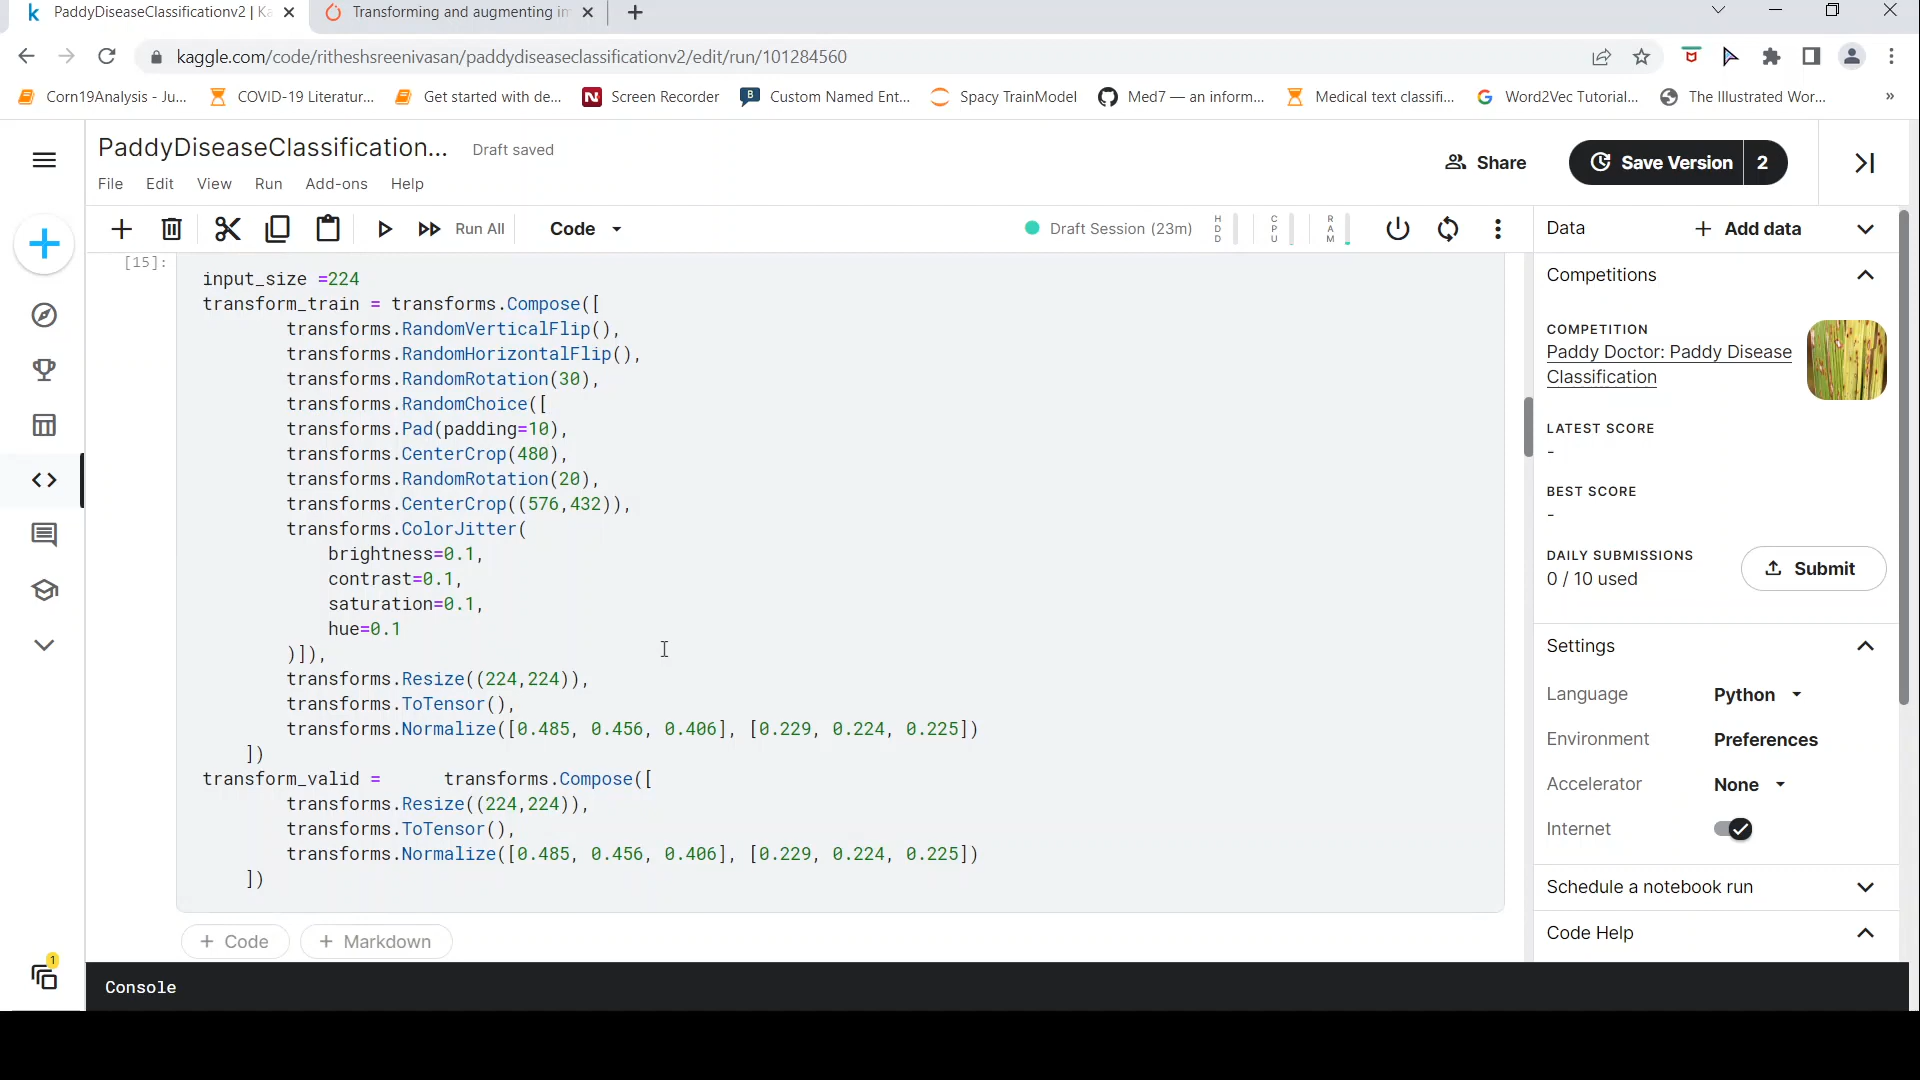 PaddyDiseaseClassificationv2 | Ka
Transforming and augmenting im
kaggle.com/code/ritheshsreenivasan/paddydiseaseclassificationv2/edit/run/101284560
Corn19Analysis - Ju...
COVID-19 Literatur...
Get started with de...
Screen Recorder
Custom Named Ent...
Spacy TrainModel
Med7 — an inform...
Medical text classifi...
Word2Vec Tutorial...
The Illustrated Wor...
»
PaddyDiseaseClassification...
Draft saved
Share
Save Version
2
File
Edit
View
Run
Add-ons
Help
Run All
Code
Draft Session (23m)
HDD
CPU
RAM
Data
+ Add data
[15]:
input_size =224
transform_train = transforms.Compose([
transforms.RandomVerticalFlip(),
transforms.RandomHorizontalFlip(),
transforms.RandomRotation(30),
transforms.RandomChoice([
transforms.Pad(padding=10),
transforms.CenterCrop(480),
transforms.RandomRotation(20),
transforms.CenterCrop((576,432)),
transforms.ColorJitter(
brightness=0.1,
contrast=0.1,
saturation=0.1,
hue=0.1
)]),
transforms.Resize((224,224)),
transforms.ToTensor(),
transforms.Normalize([0.485, 0.456, 0.406], [0.229, 0.224, 0.225])
])
transform_valid =      transforms.Compose([
transforms.Resize((224,224)),
transforms.ToTensor(),
transforms.Normalize([0.485, 0.456, 0.406], [0.229, 0.224, 0.225])
])
+ Code
+ Markdown
1
Console
Competitions
COMPETITION
Paddy Doctor: Paddy Disease
Classification
LATEST SCORE
-
BEST SCORE
-
DAILY SUBMISSIONS
0 / 10 used
Submit
Settings
Language
Python
Environment
Preferences
Accelerator
None
Internet
Schedule a notebook run
Code Help